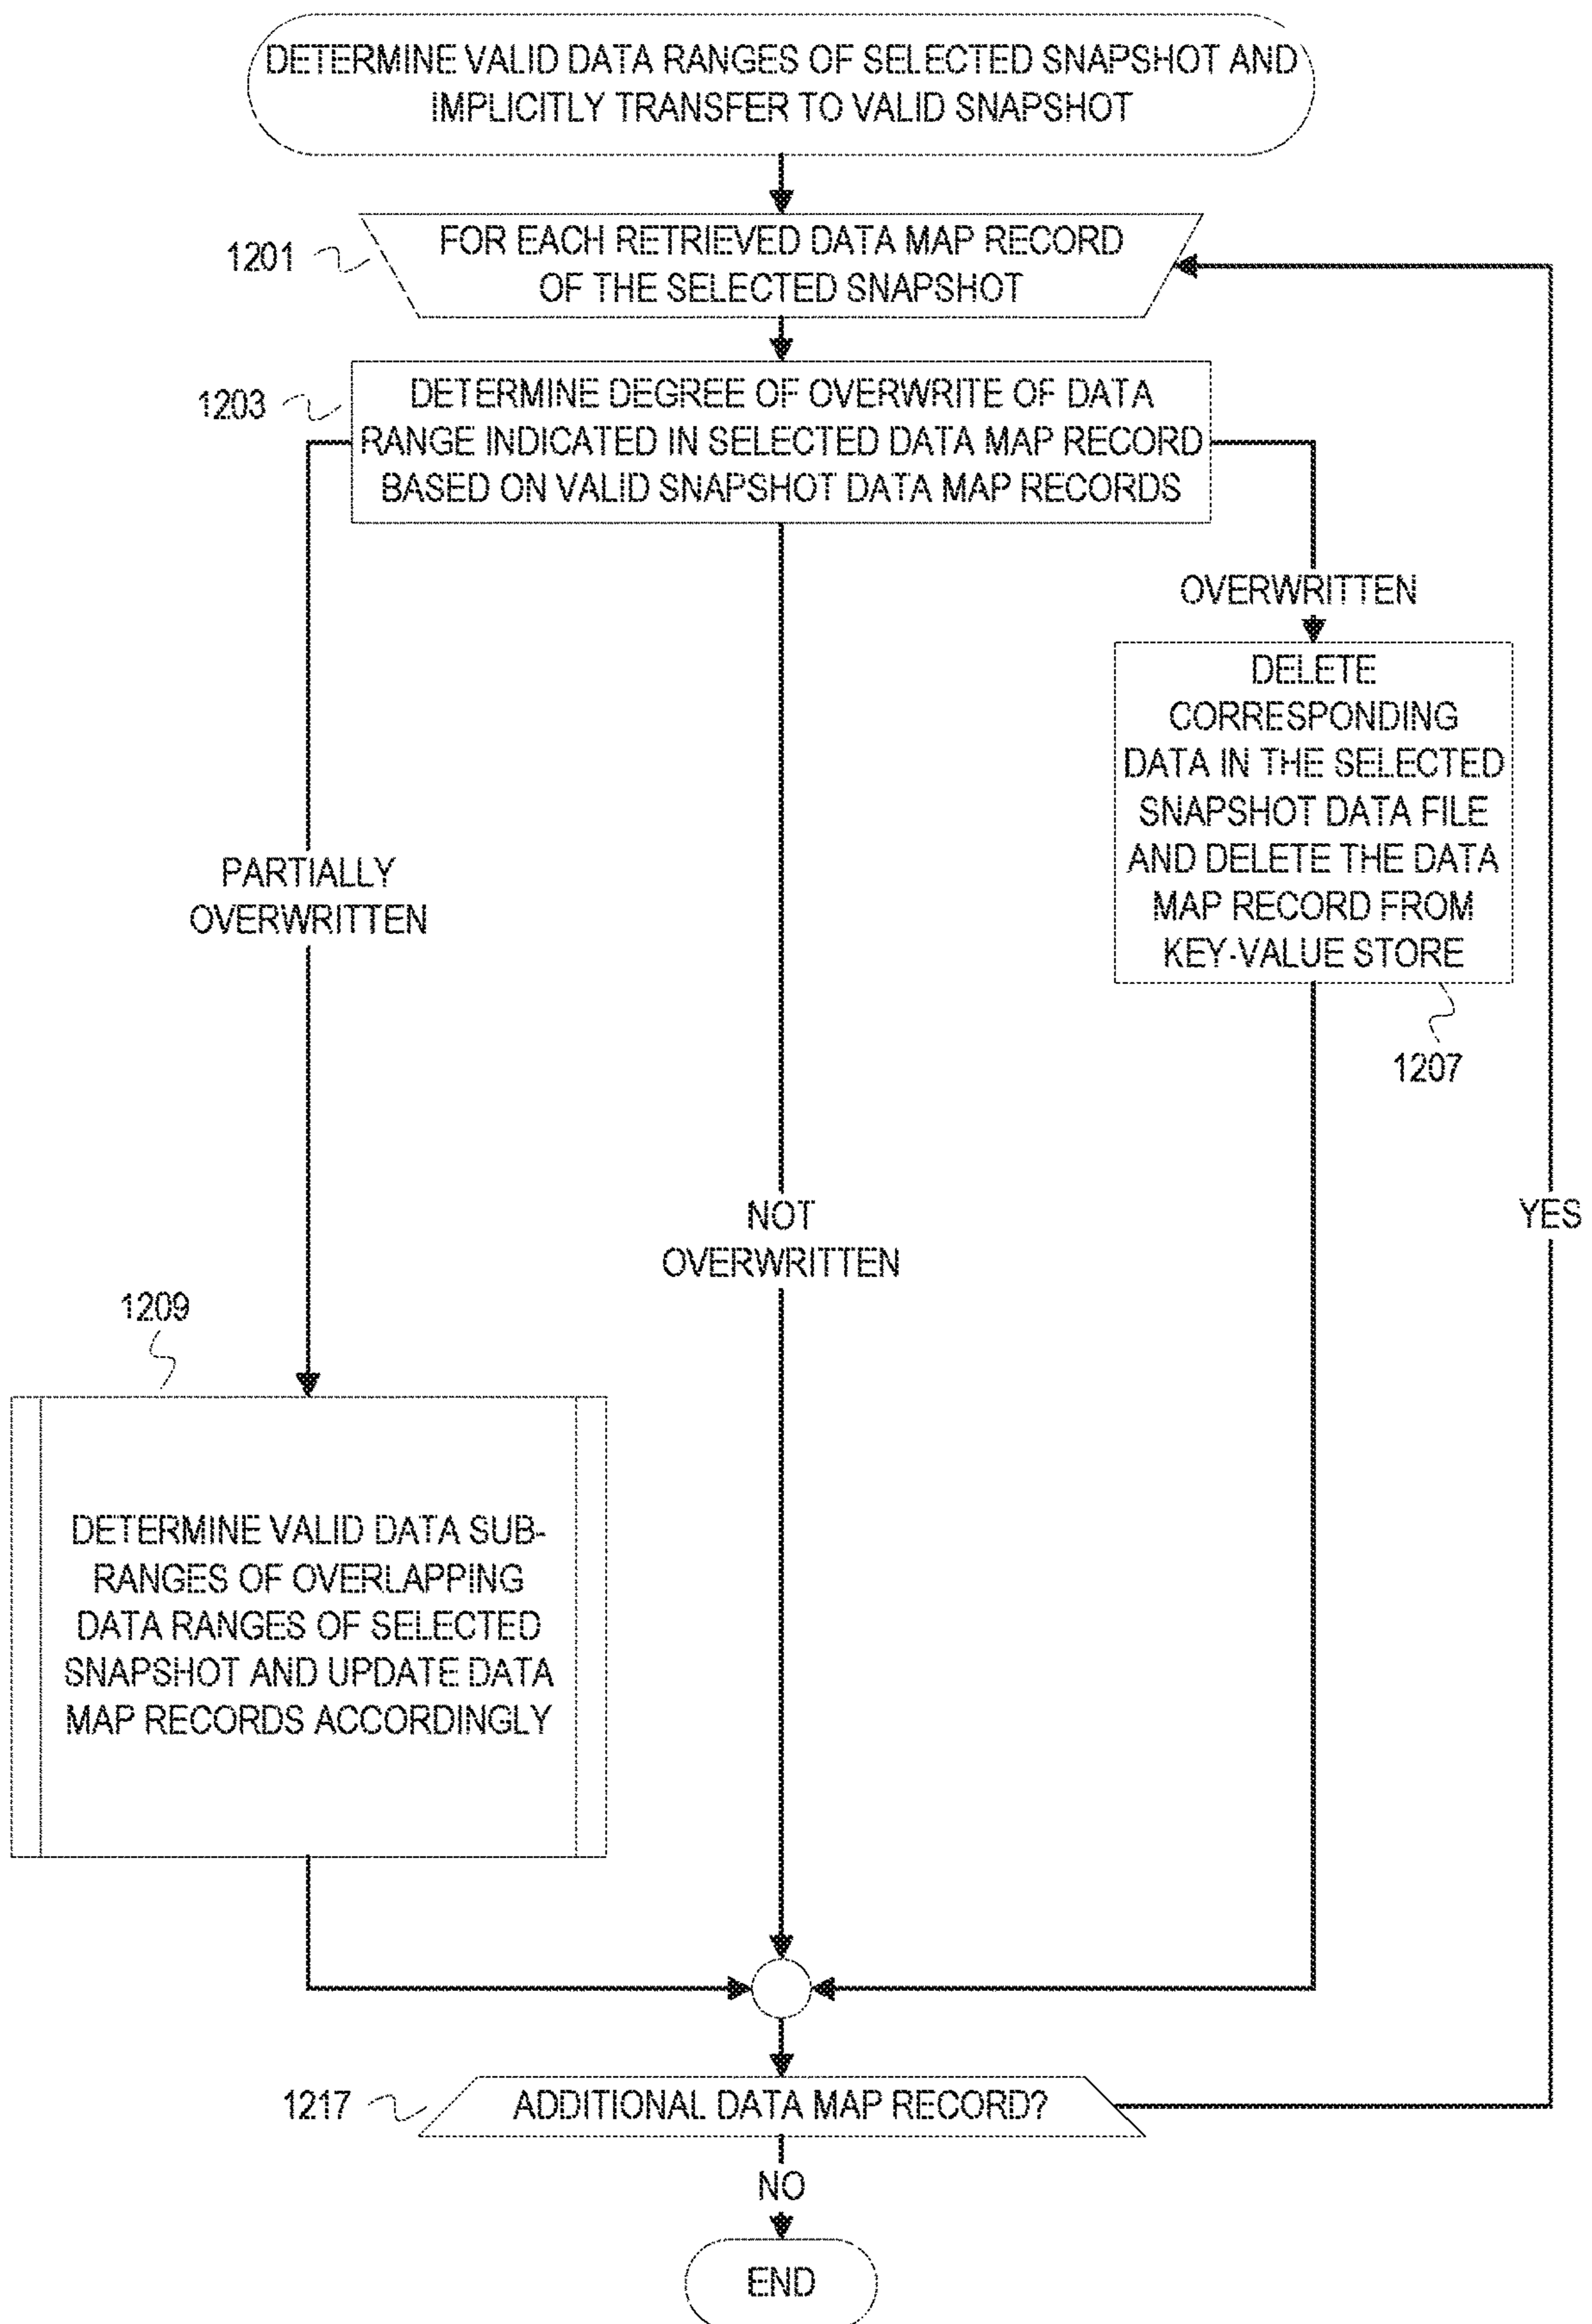 DETERMINE VALID DATA RANGES OF SELECTED SNAPSHOT AND
IMPLICITLY TRANSFER TO VALID SNAPSHOT
1201
FOR EACH RETRIEVED DATA MAP RECORD
OF THE SELECTED SNAPSHOT
1203
DETERMINE DEGREE OF OVERWRITE OF DATA
RANGE INDICATED IN SELECTED DATA MAP RECORD
BASED ON VALID SNAPSHOT DATA MAP RECORDS
OVERWRITTEN
DELETE
CORRESPONDING
DATA IN THE SELECTED
SNAPSHOT DATA FILE
AND DELETE THE DATA
MAP RECORD FROM
KEY-VALUE STORE
1207
PARTIALLY
OVERWRITTEN
NOT
OVERWRITTEN
YES
1209
DETERMINE VALID DATA SUB-
RANGES OF OVERLAPPING
DATA RANGES OF SELECTED
SNAPSHOT AND UPDATE DATA
MAP RECORDS ACCORDINGLY
1217
ADDITIONAL DATA MAP RECORD?
NO
END